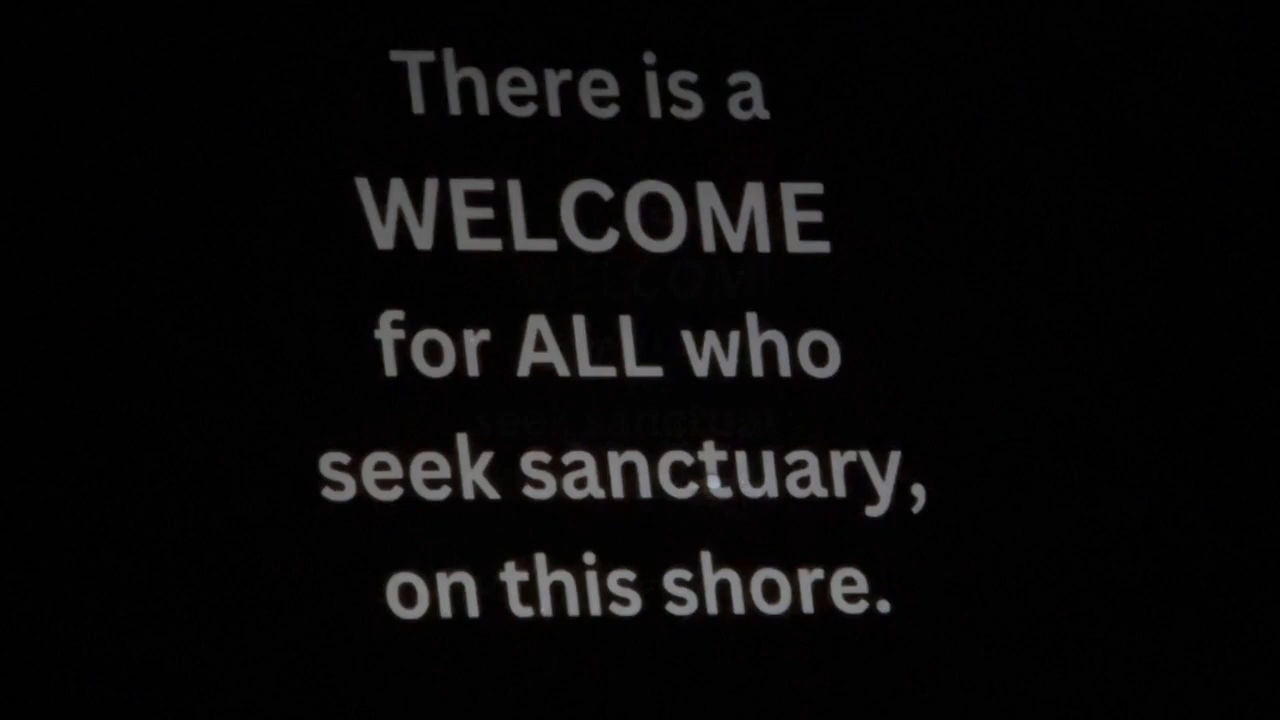 There is a
WELCOME
for ALL who
seek sanctuary,
on this shore.